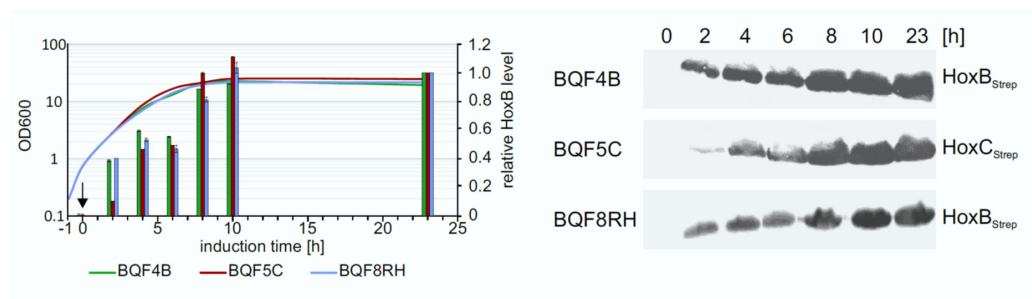 100
10
1
0.1
OD600
1.2
1.0
0.8
0.6
0.4
0.2
0
relative HoxB level
-1 0 5 10 15 20 25
induction time [h]
BQF4B BQF5C BQF8RH
0 2 4 6 8 10 23 [h]
BQF4B HoxBStrep
BQF5C HoxCStrep
BQF8RH HoxBStrep